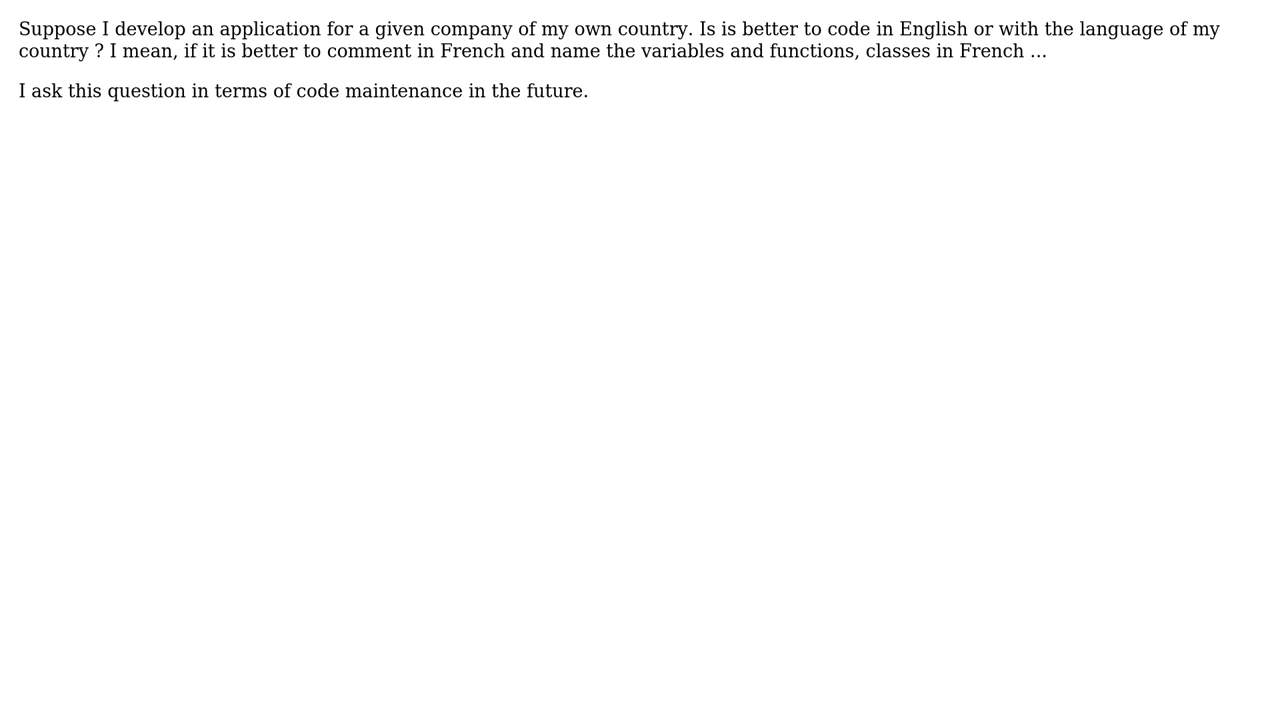 Suppose I develop an application for a given company of my own country. Is is better to code in English or with the language of my
country ? I mean, if it is better to comment in French and name the variables and functions, classes in French ...
I ask this question in terms of code maintenance in the future.